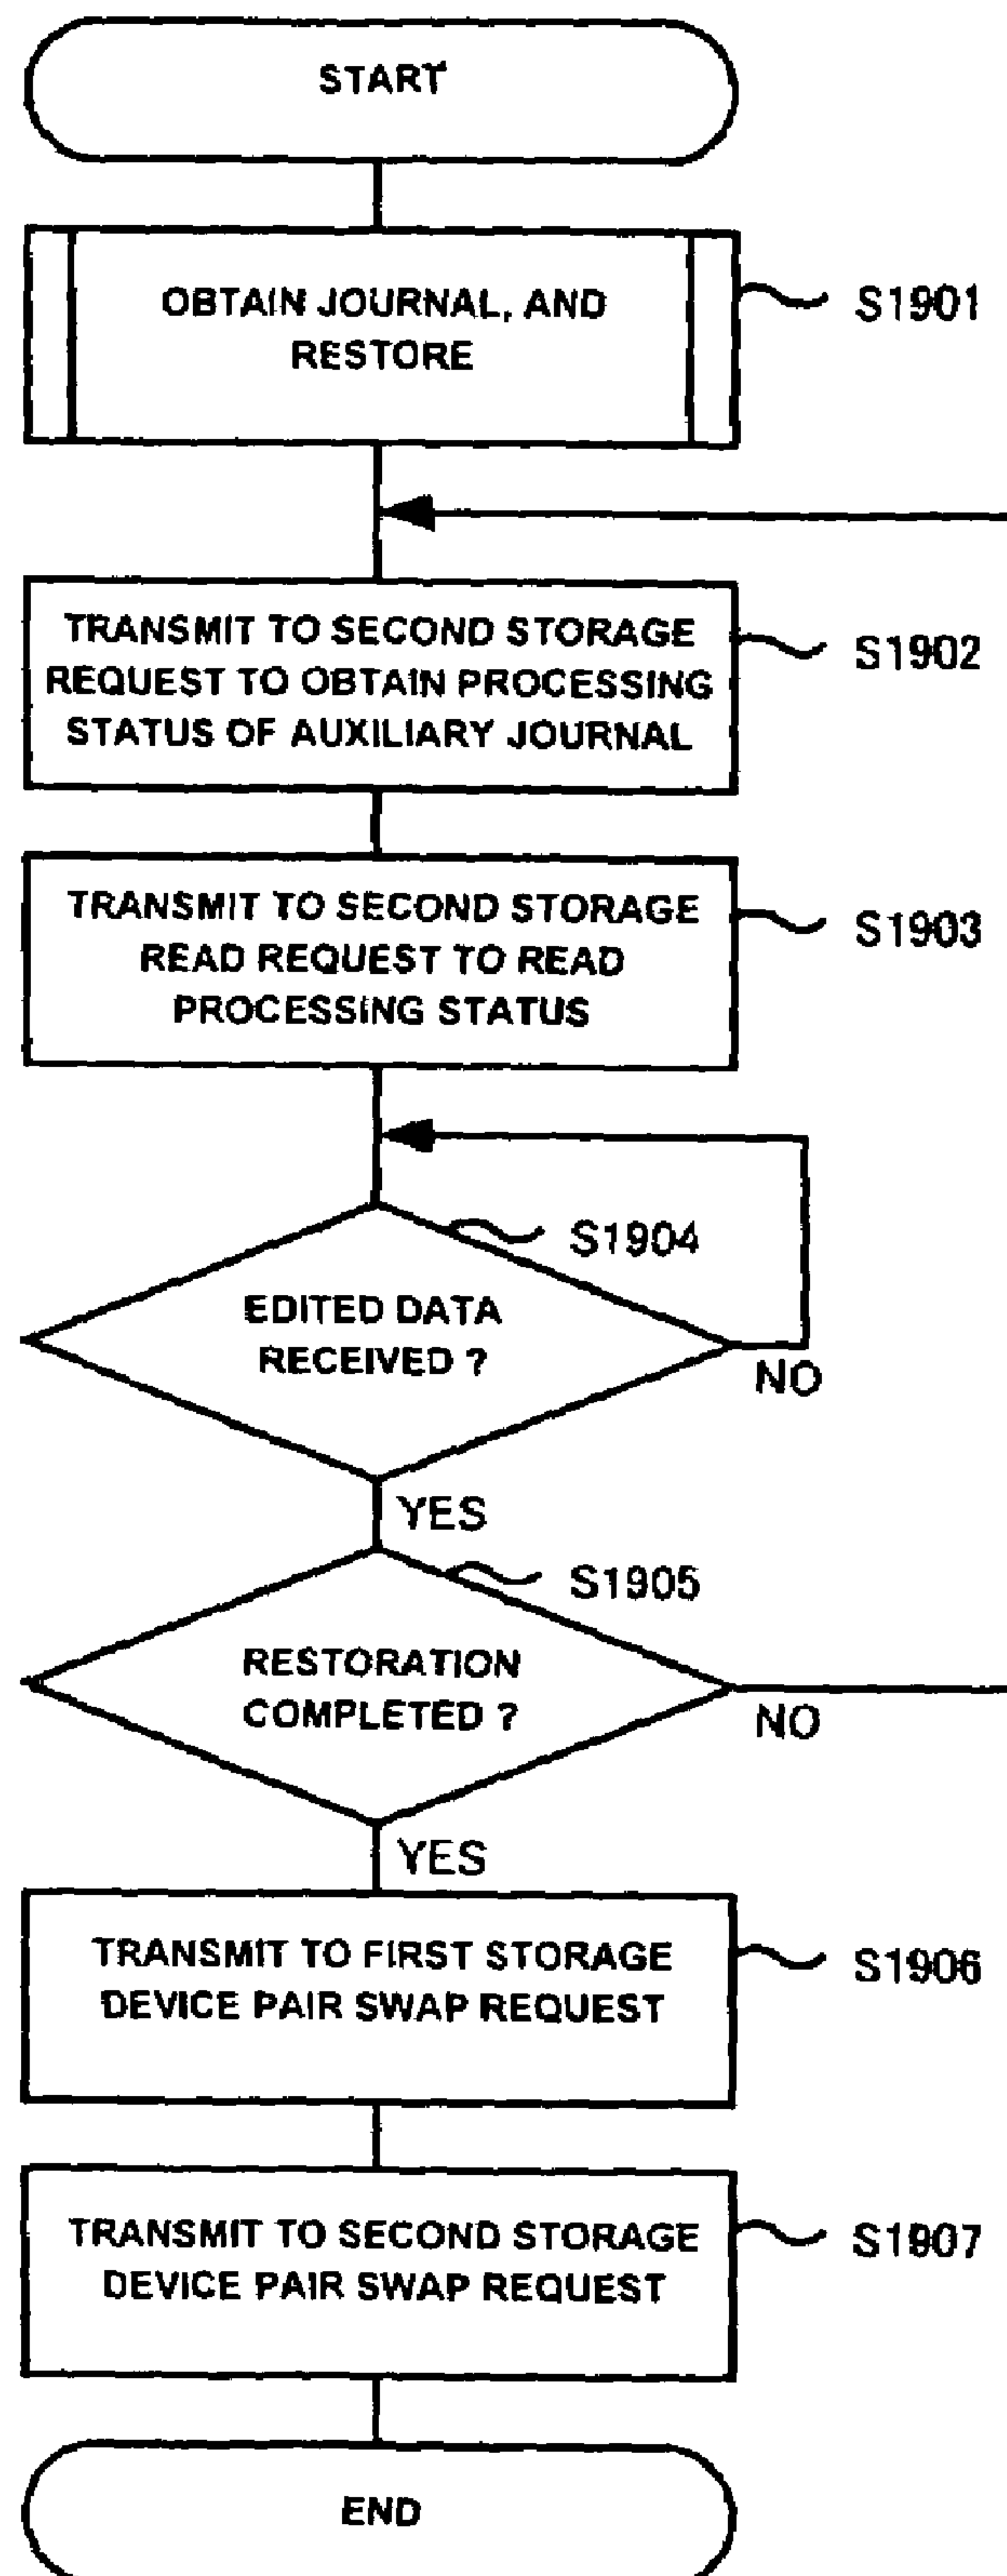 START
OBTAIN JOURNAL, AND
RESTORE
S1901
TRANSMIT TO SECOND STORAGE
REQUEST TO OBTAIN PROCESSING
STATUS OF AUXILIARY JOURNAL
S1902
TRANSMIT TO SECOND STORAGE
READ REQUEST TO READ
PROCESSING STATUS
S1903
S1904
EDITED DATA
RECEIVED ?
NO
YES
S1905
RESTORATION
COMPLETED ?
NO
YES
TRANSMIT TO FIRST STORAGE
DEVICE PAIR SWAP REQUEST
S1906
TRANSMIT TO SECOND STORAGE
DEVICE PAIR SWAP REQUEST
S1907
END